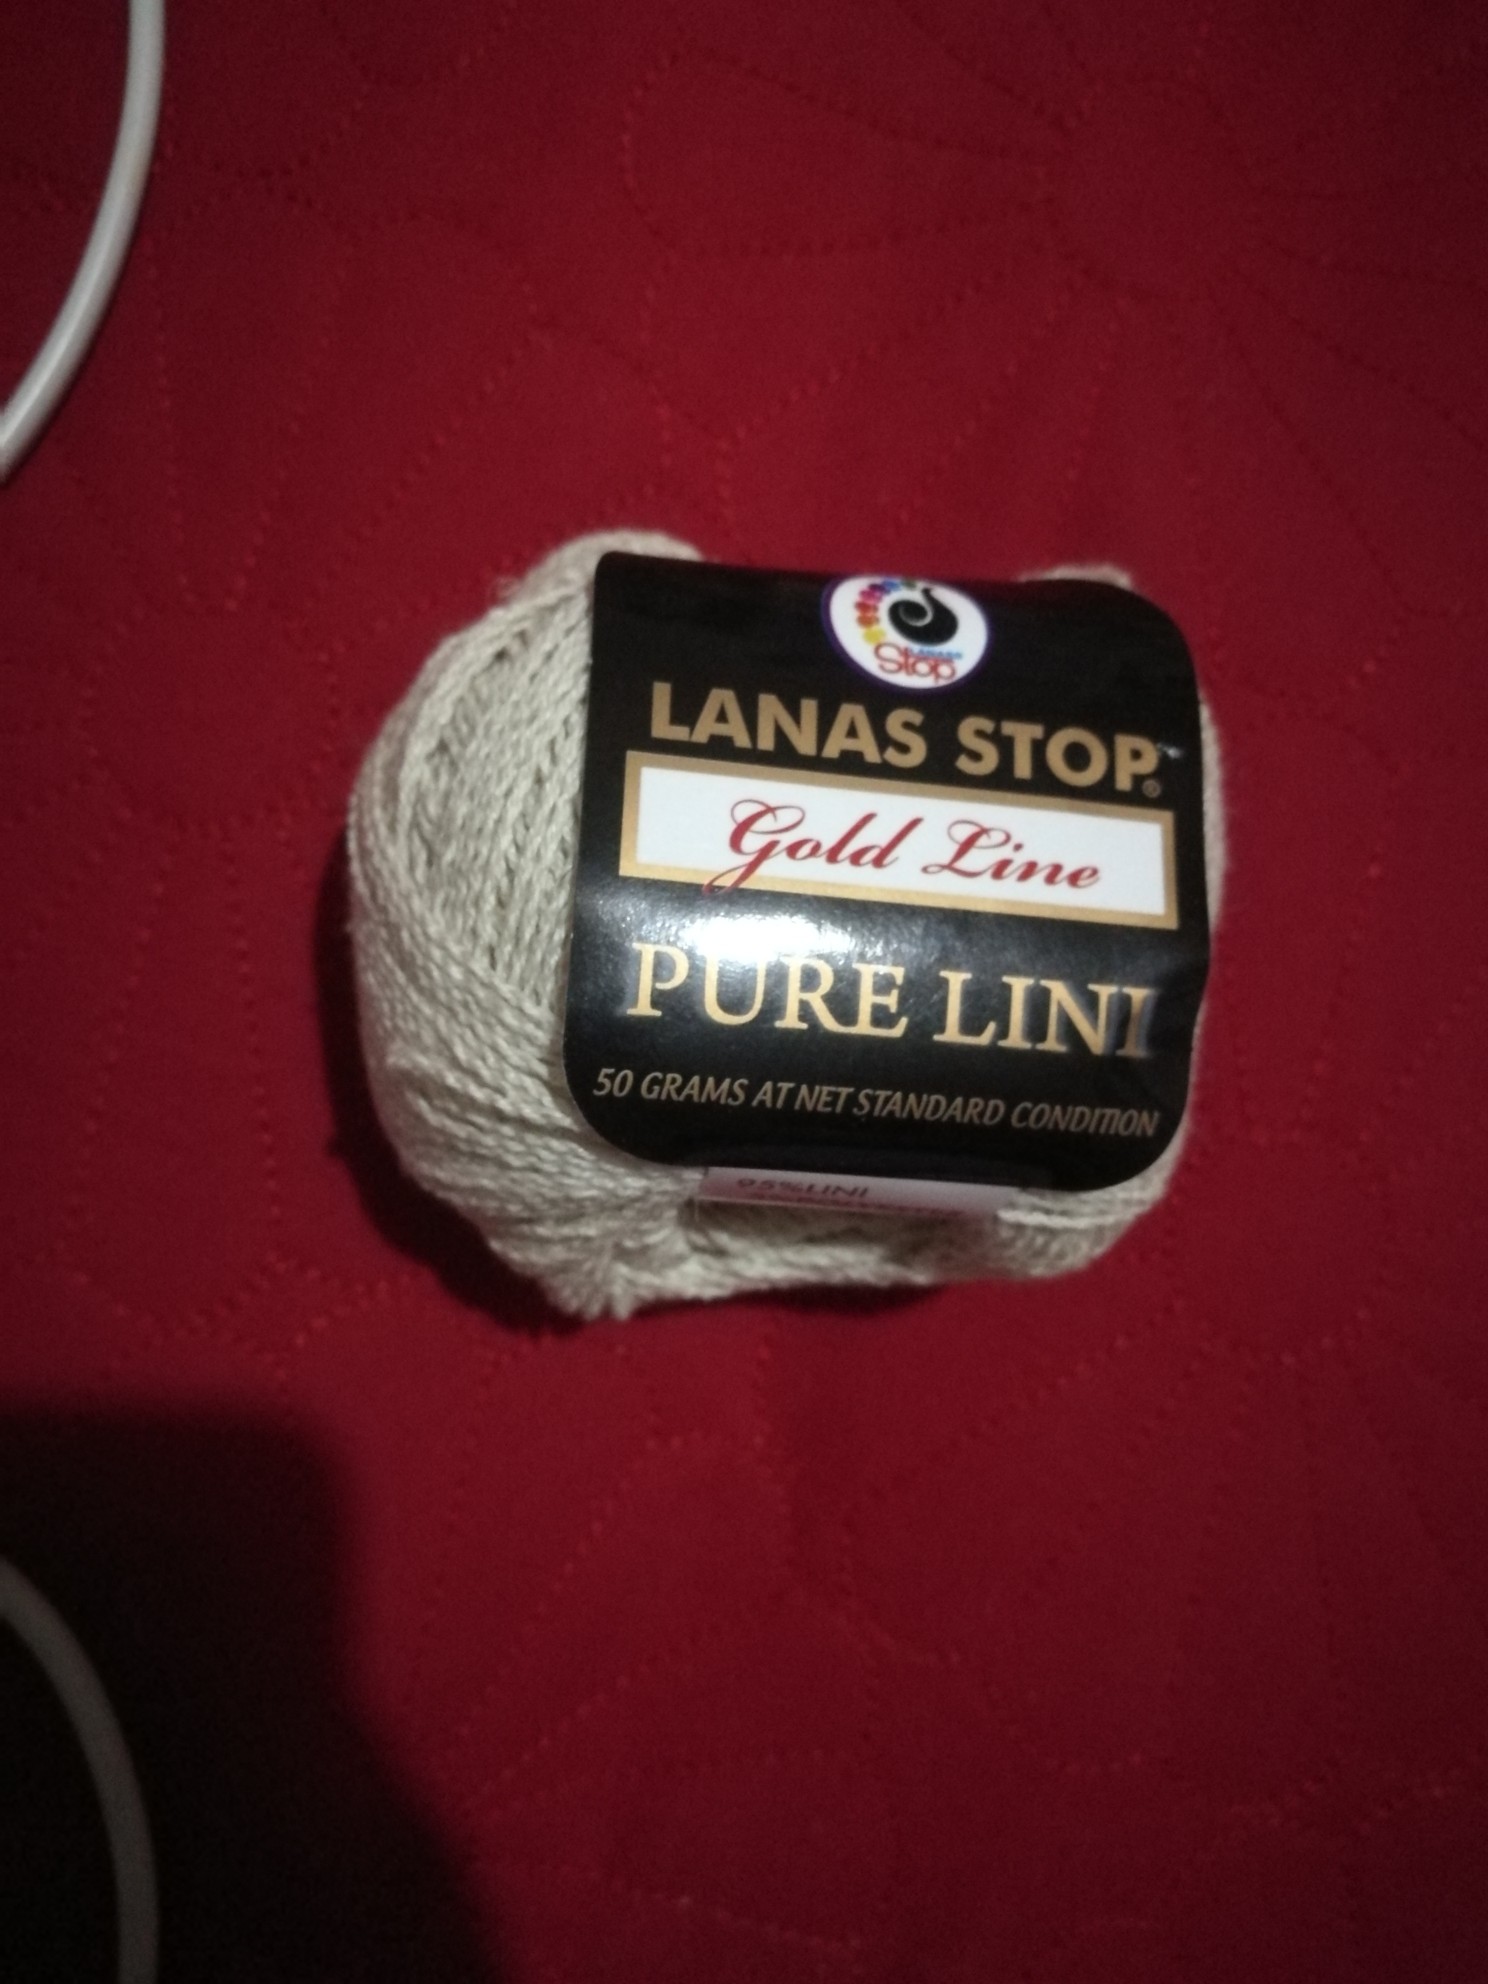 Stop
LANAS STOP®
Gold Line
PURE LINI
50 GRAMS AT NET STANDARD CONDITION
95% LINI